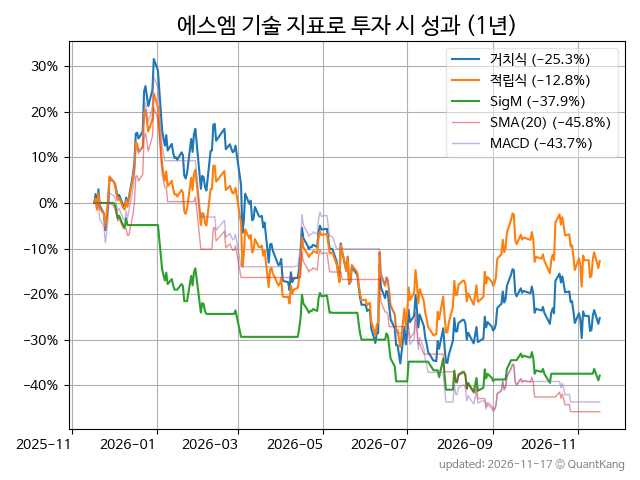 에스엠 기술 지표로 투자 시 성과 (1년)
거치식 (−25.3%)
적립식 (−12.8%)
SigM (−37.9%)
SMA(20) (−45.8%)
MACD (−43.7%)
30%
20%
10%
0%
−10%
−20%
−30%
−40%
2025-11 2026-01 2026-03 2026-05 2026-07 2026-09 2026-11
updated: 2026-11-17 ⓒ QuantKang